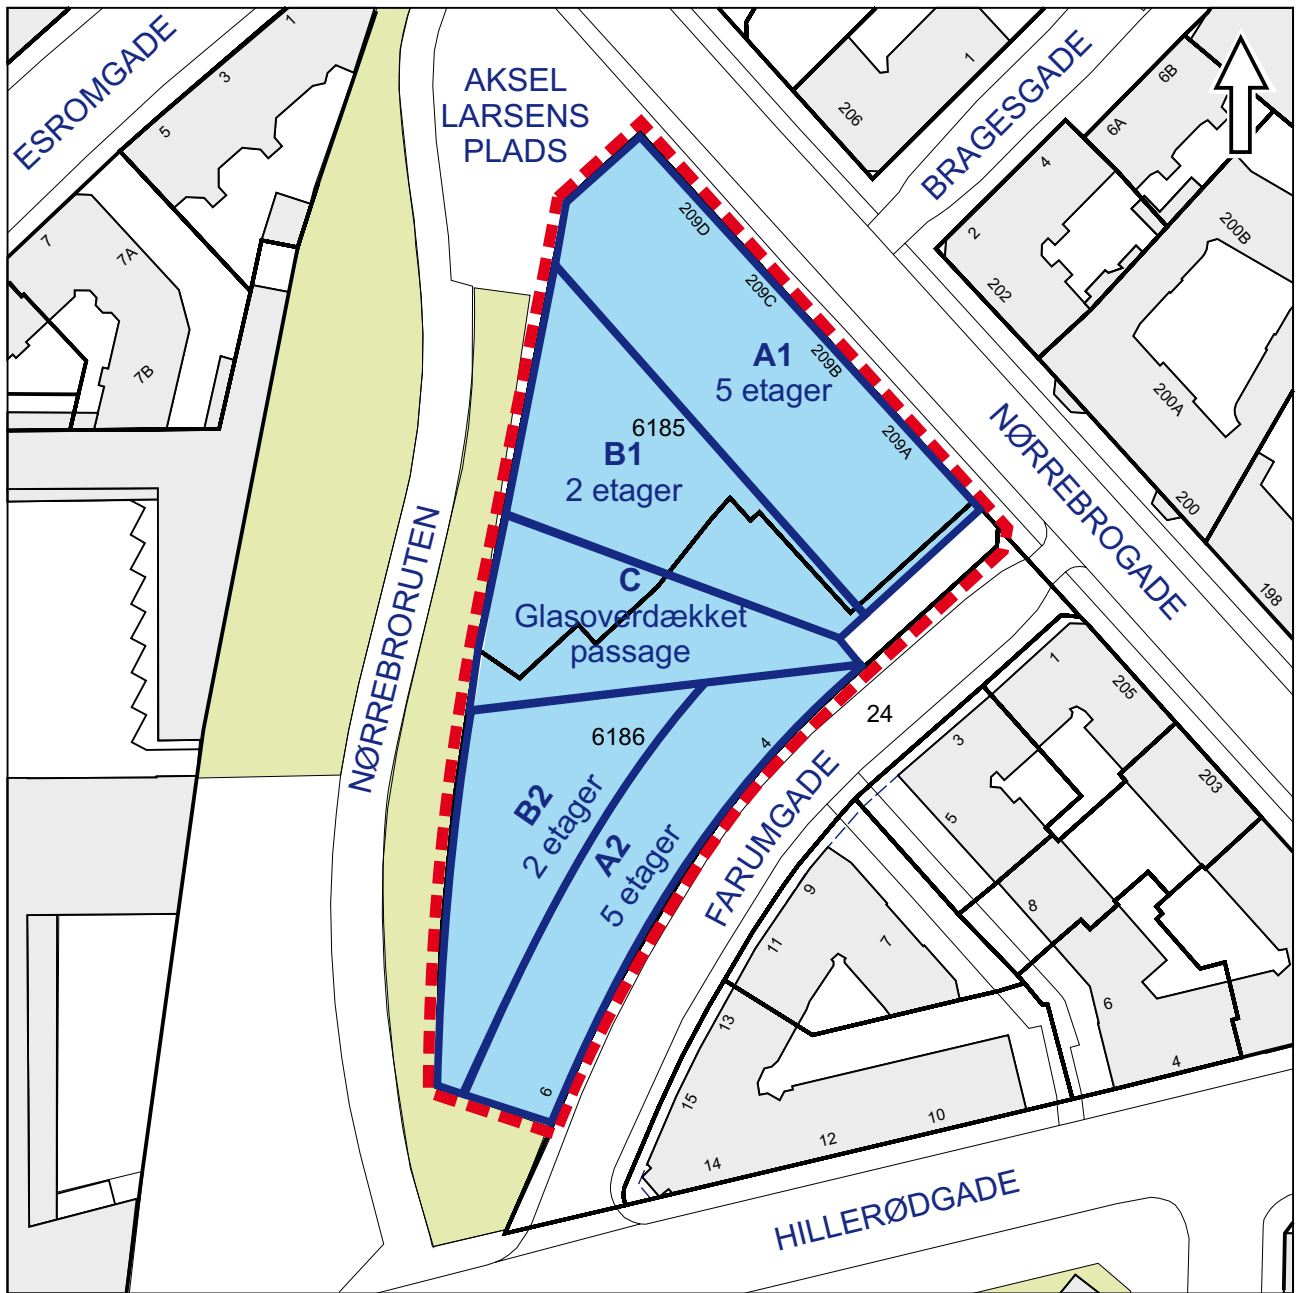 ESROMGADE
1
3
5
7
7A
7B
AKSEL
LARSENS
PLADS
206
1
BRAGESGADE
6B
6A
4
2
202
200B
200A
200
198
209D
209C
209B
209A
A1
5 etager
6185
B1
2 etager
NØRREBROGADE
NØRREBRORUTEN
C
Glasoverdækket
passage
6186
B2
2 etager
A2
5 etager
4
6
24
FARUMGADE
1
205
3
203
5
8
9
7
11
13
15
6
4
14
12
10
HILLERØDGADE